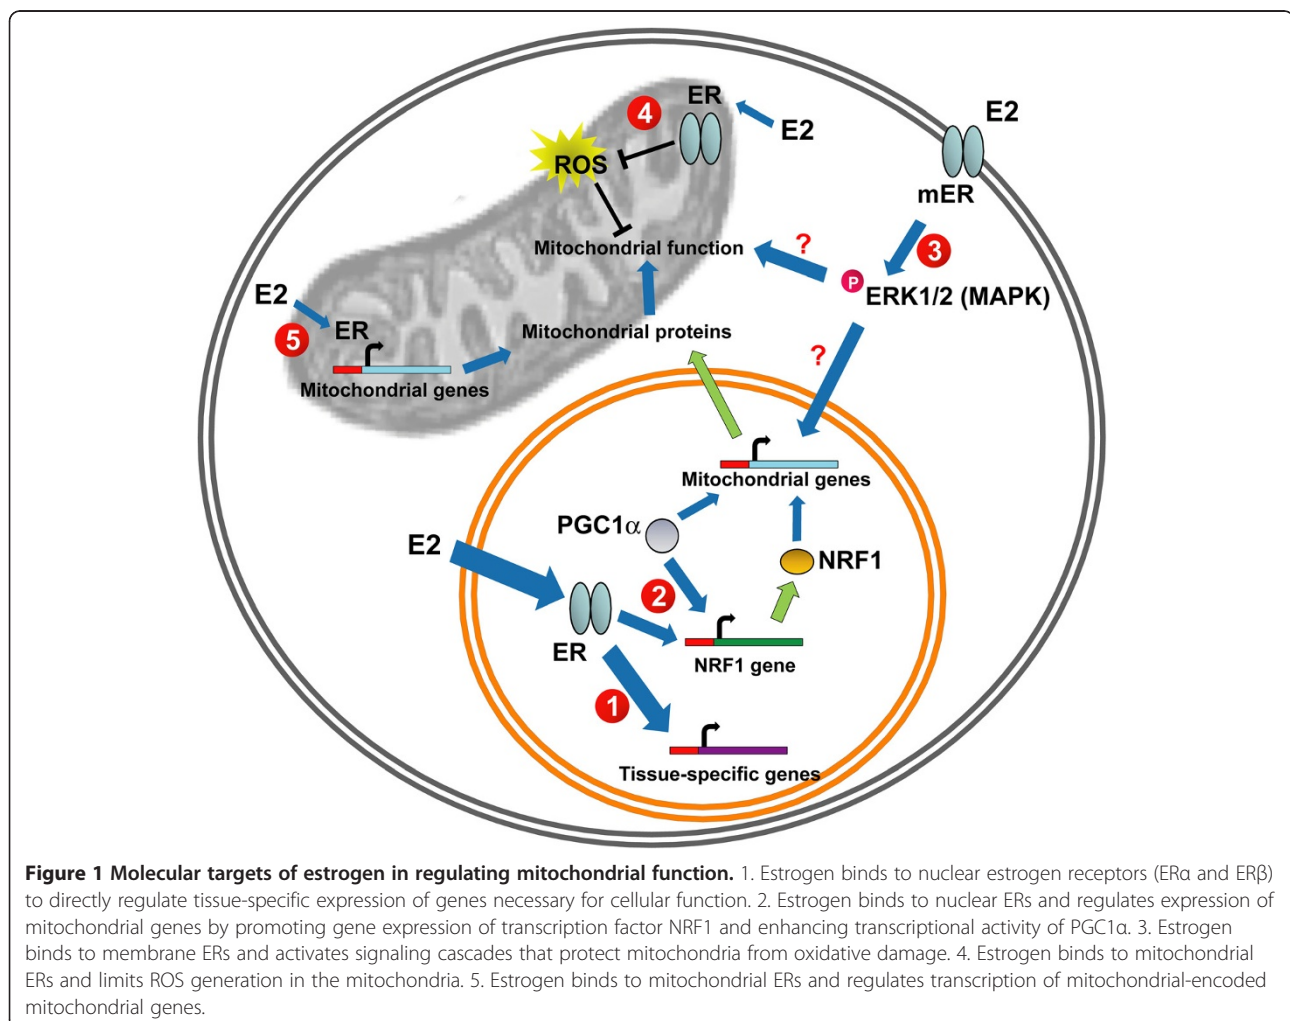 4
ER
E2
E2
ROS
mER
Mitochondrial function
?
3
P
ERK1/2 (MAPK)
E2
5
ER
Mitochondrial proteins
?
Mitochondrial genes
Mitochondrial genes
PGC1α
E2
NRF1
2
ER
NRF1 gene
1
Tissue-specific genes
Figure 1 Molecular targets of estrogen in regulating mitochondrial function. 1. Estrogen binds to nuclear estrogen receptors (ERα and ERβ)
to directly regulate tissue-specific expression of genes necessary for cellular function. 2. Estrogen binds to nuclear ERs and regulates expression of
mitochondrial genes by promoting gene expression of transcription factor NRF1 and enhancing transcriptional activity of PGC1α. 3. Estrogen
binds to membrane ERs and activates signaling cascades that protect mitochondria from oxidative damage. 4. Estrogen binds to mitochondrial
ERs and limits ROS generation in the mitochondria. 5. Estrogen binds to mitochondrial ERs and regulates transcription of mitochondrial-encoded
mitochondrial genes.